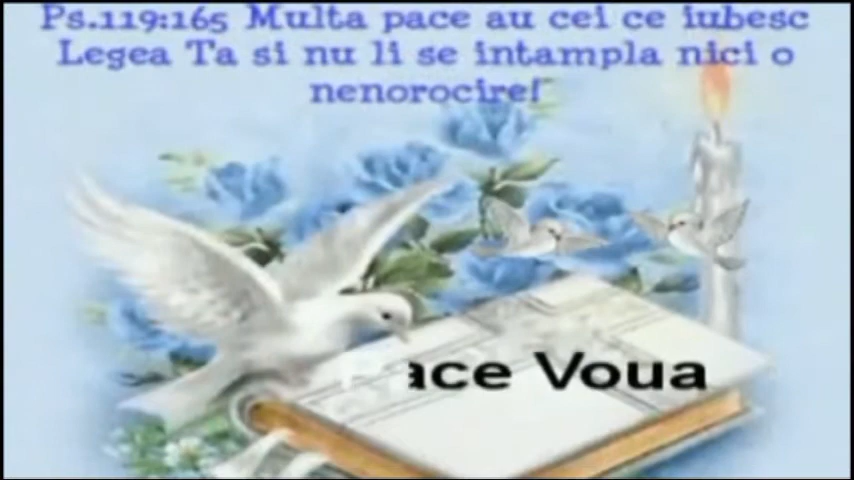 Ps.119:165 Multa pace au cei ce iubesc
Legea Ta si nu li se intampla nici o
nenorocire!
ace Voua